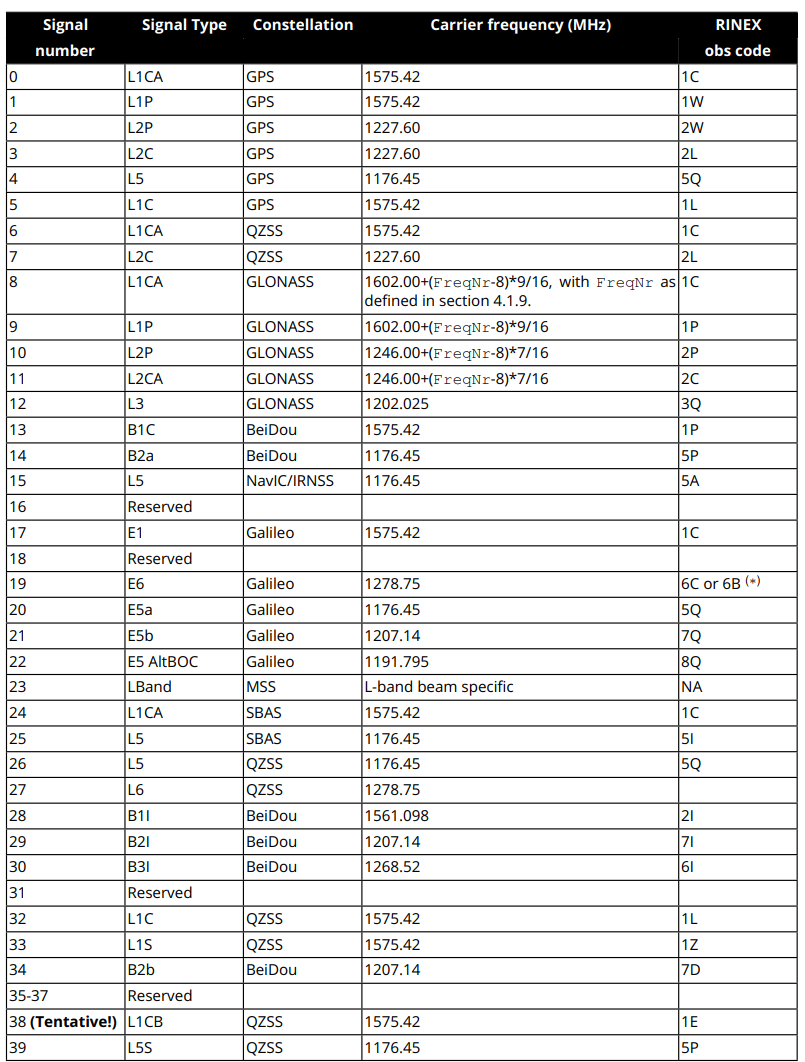 Signal number Signal Type Constellation Carrier frequency (MHz) RINEX obs code
0 L1CA GPS 1575.42 1C
1 L1P GPS 1575.42 1W
2 L2P GPS 1227.60 2W
3 L2C GPS 1227.60 2L
4 L5 GPS 1176.45 5Q
5 L1C GPS 1575.42 1L
6 L1CA QZSS 1575.42 1C
7 L2C QZSS 1227.60 2L
8 L1CA GLONASS 1602.00+(FreqNr-8)*9/16, with FreqNr as 1C
defined in section 4.1.9.
9 L1P GLONASS 1602.00+(FreqNr-8)*9/16 1P
10 L2P GLONASS 1246.00+(FreqNr-8)*7/16 2P
11 L2CA GLONASS 1246.00+(FreqNr-8)*7/16 2C
12 L3 GLONASS 1202.025 3Q
13 B1C BeiDou 1575.42 1P
14 B2a BeiDou 1176.45 5P
15 L5 NavIC/IRNSS 1176.45 5A
16 Reserved
17 E1 Galileo 1575.42 1C
18 Reserved
19 E6 Galileo 1278.75 6C or 6B (*)
20 E5a Galileo 1176.45 5Q
21 E5b Galileo 1207.14 7Q
22 E5 AltBOC Galileo 1191.795 8Q
23 LBand MSS L-band beam specific NA
24 L1CA SBAS 1575.42 1C
25 L5 SBAS 1176.45 5I
26 L5 QZSS 1176.45 5Q
27 L6 QZSS 1278.75
28 B1I BeiDou 1561.098 2I
29 B2I BeiDou 1207.14 7I
30 B3I BeiDou 1268.52 6I
31 Reserved
32 L1C QZSS 1575.42 1L
33 L1S QZSS 1575.42 1Z
34 B2b BeiDou 1207.14 7D
35-37 Reserved
38 (Tentative!) L1CB QZSS 1575.42 1E
39 L5S QZSS 1176.45 5P